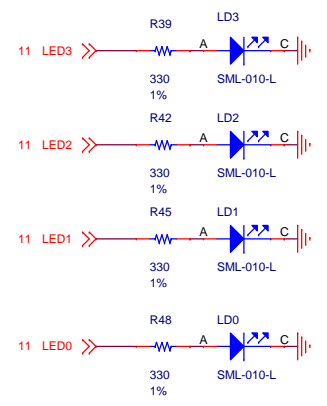 R39 LD3
11 LED3 A C
330 SML-010-L
1%
R42 LD2
11 LED2 A C
330 SML-010-L
1%
R45 LD1
11 LED1 A C
330 SML-010-L
1%
R48 LD0
11 LED0 A C
330 SML-010-L
1%